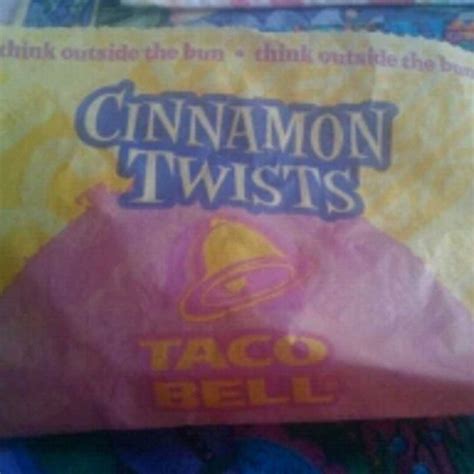 think outside the bun • think outside the bun
CINNAMON
TWISTS
TACO
BELL